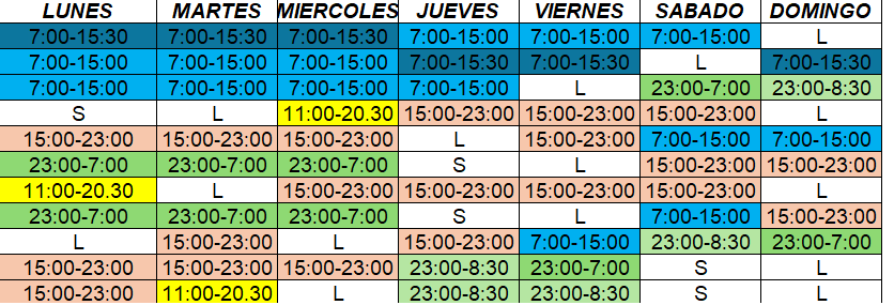 LUNES MARTES MIERCOLES JUEVES VIERNES SABADO DOMINGO
7:00-15:30 7:00-15:30 7:00-15:30 7:00-15:00 7:00-15:00 7:00-15:00 L
7:00-15:00 7:00-15:00 7:00-15:00 7:00-15:30 7:00-15:30 L 7:00-15:30
7:00-15:00 7:00-15:00 7:00-15:00 7:00-15:00 L 23:00-7:00 23:00-8:30
S L 11:00-20.30 15:00-23:00 15:00-23:00 15:00-23:00 L
15:00-23:00 15:00-23:00 15:00-23:00 L 15:00-23:00 7:00-15:00 7:00-15:00
23:00-7:00 23:00-7:00 23:00-7:00 S L 15:00-23:00 15:00-23:00
11:00-20.30 L 15:00-23:00 15:00-23:00 15:00-23:00 15:00-23:00 L
23:00-7:00 23:00-7:00 23:00-7:00 S L 7:00-15:00 15:00-23:00
L 15:00-23:00 L 15:00-23:00 7:00-15:00 23:00-8:30 23:00-7:00
15:00-23:00 15:00-23:00 15:00-23:00 23:00-8:30 23:00-7:00 S L
15:00-23:00 11:00-20.30 L 23:00-8:30 23:00-8:30 S L